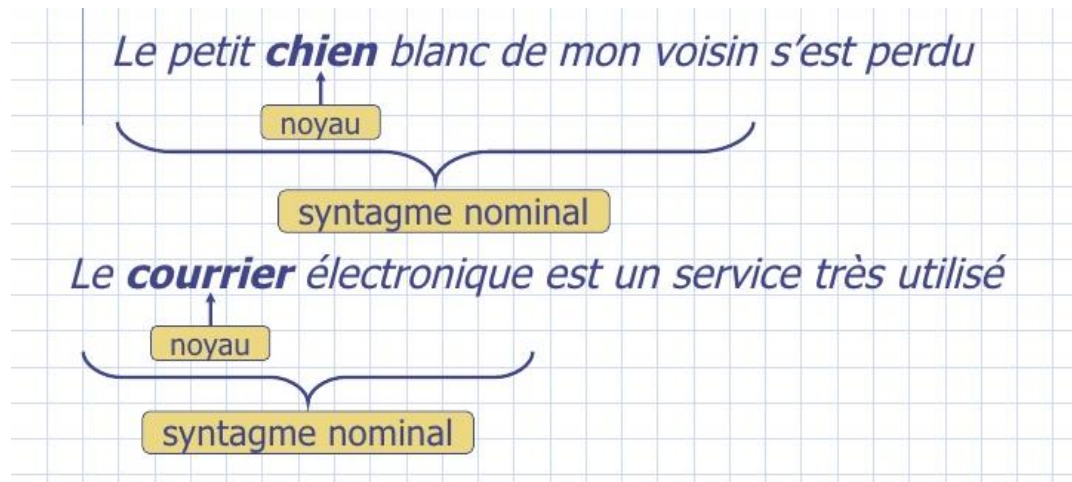 Le petit chien blanc de mon voisin s’est perdu
noyau
syntagme nominal
Le courrier électronique est un service très utilisé
noyau
syntagme nominal